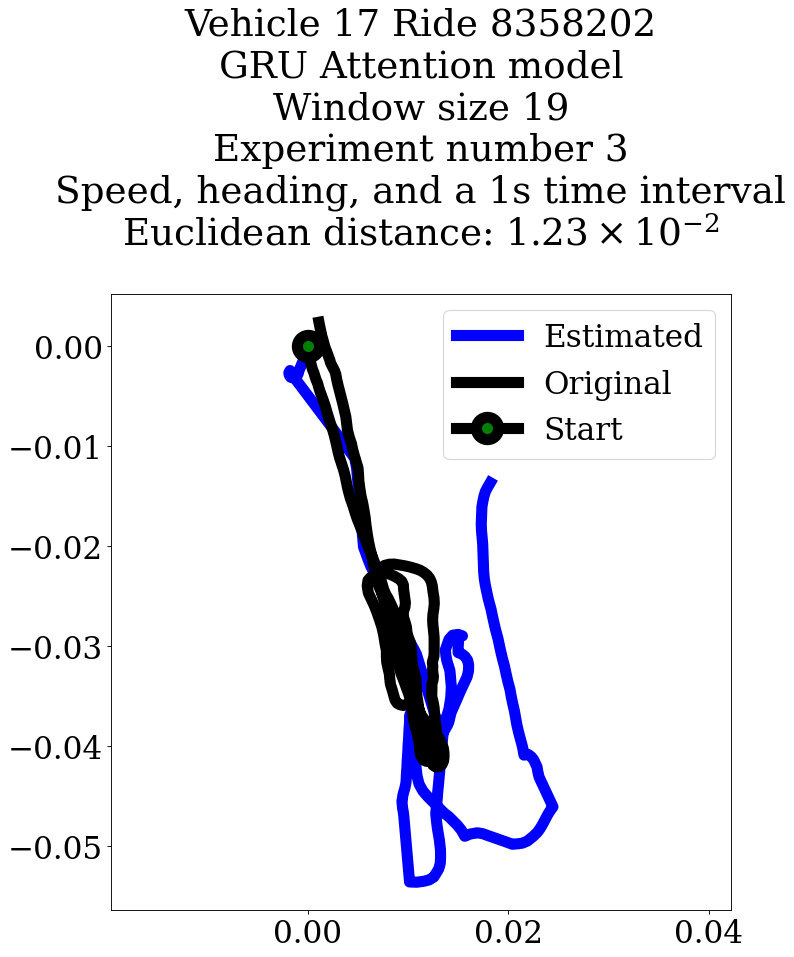 Vehicle 17 Ride 8358202
GRU Attention model
Window size 19
Experiment number 3
Speed, heading, and a 1s time interval
Euclidean distance: 1.23 × 10⁻²
Estimated
Original
Start
0.00
−0.01
−0.02
−0.03
−0.04
−0.05
0.00 0.02 0.04